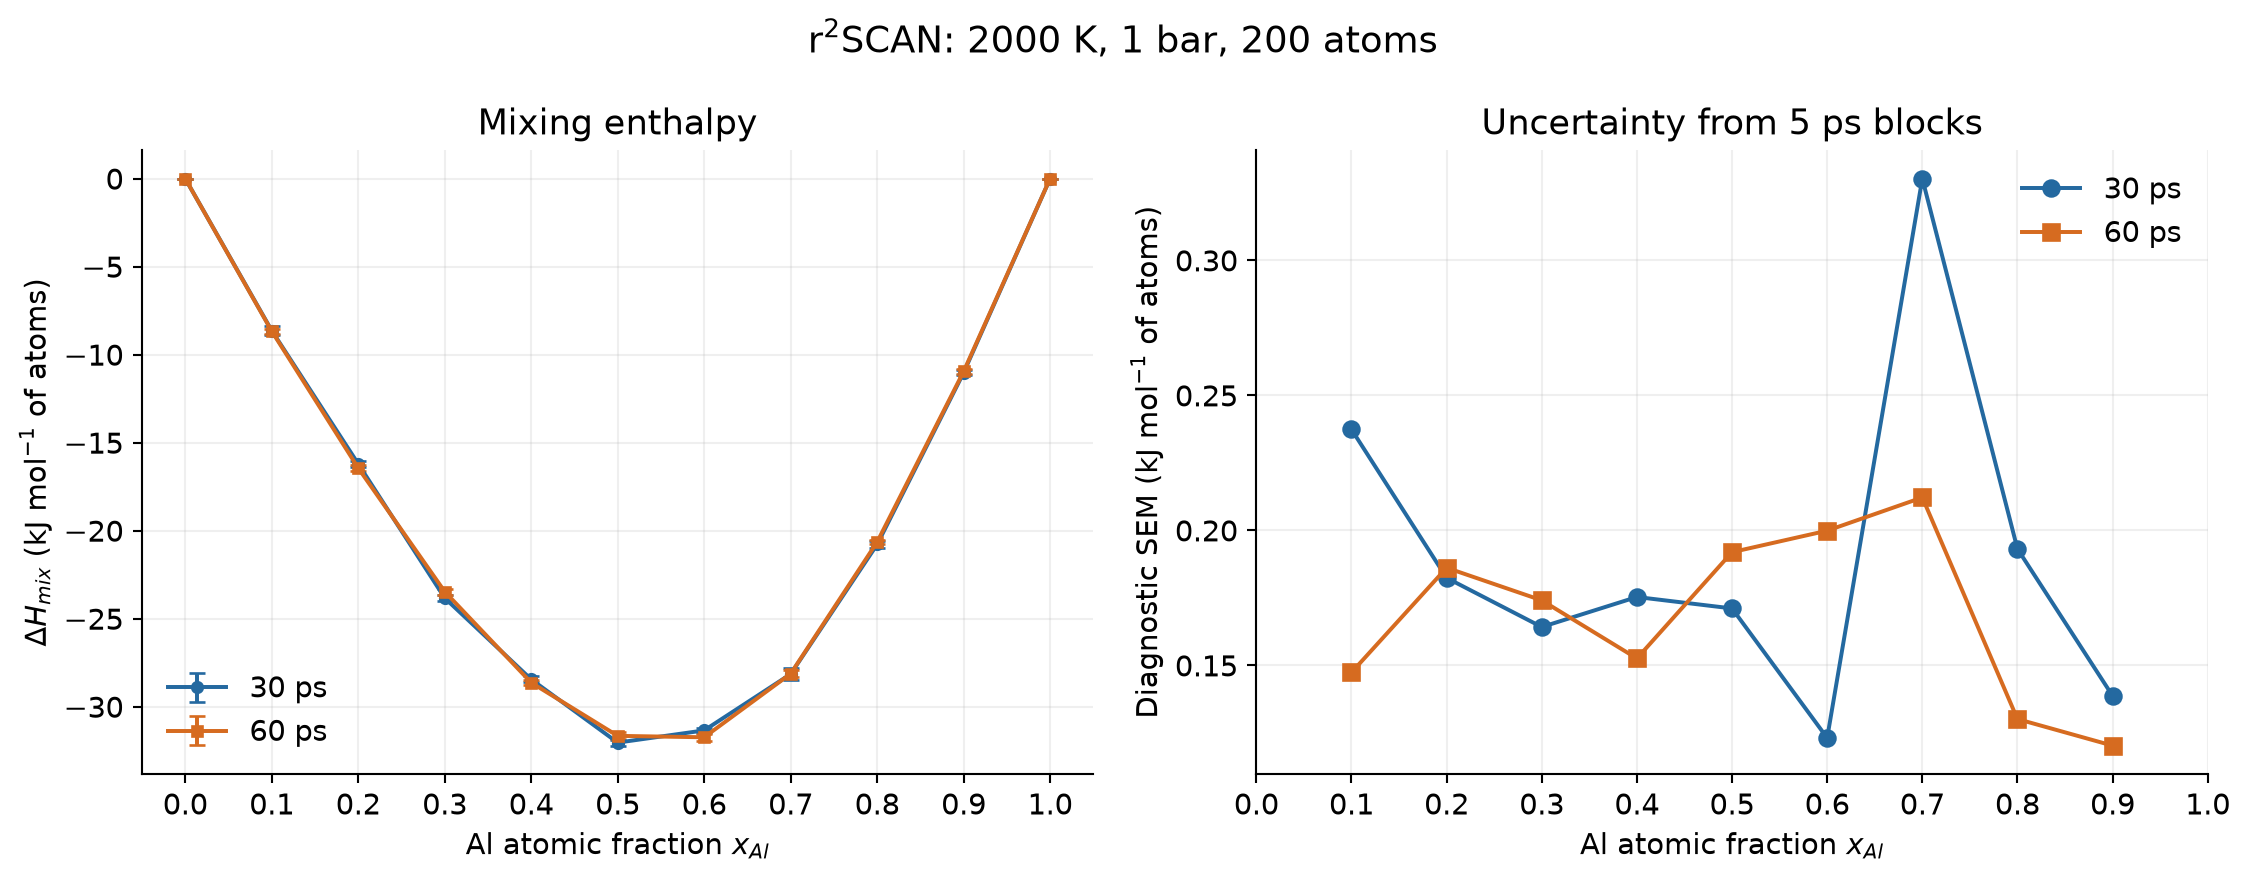 r²SCAN: 2000 K, 1 bar, 200 atoms
Mixing enthalpy
ΔH_mix (kJ mol⁻¹ of atoms)
0
−5
−10
−15
−20
−25
−30
30 ps
60 ps
0.0 0.1 0.2 0.3 0.4 0.5 0.6 0.7 0.8 0.9 1.0
Al atomic fraction x_Al
Uncertainty from 5 ps blocks
Diagnostic SEM (kJ mol⁻¹ of atoms)
0.30
0.25
0.20
0.15
30 ps
60 ps
0.0 0.1 0.2 0.3 0.4 0.5 0.6 0.7 0.8 0.9 1.0
Al atomic fraction x_Al